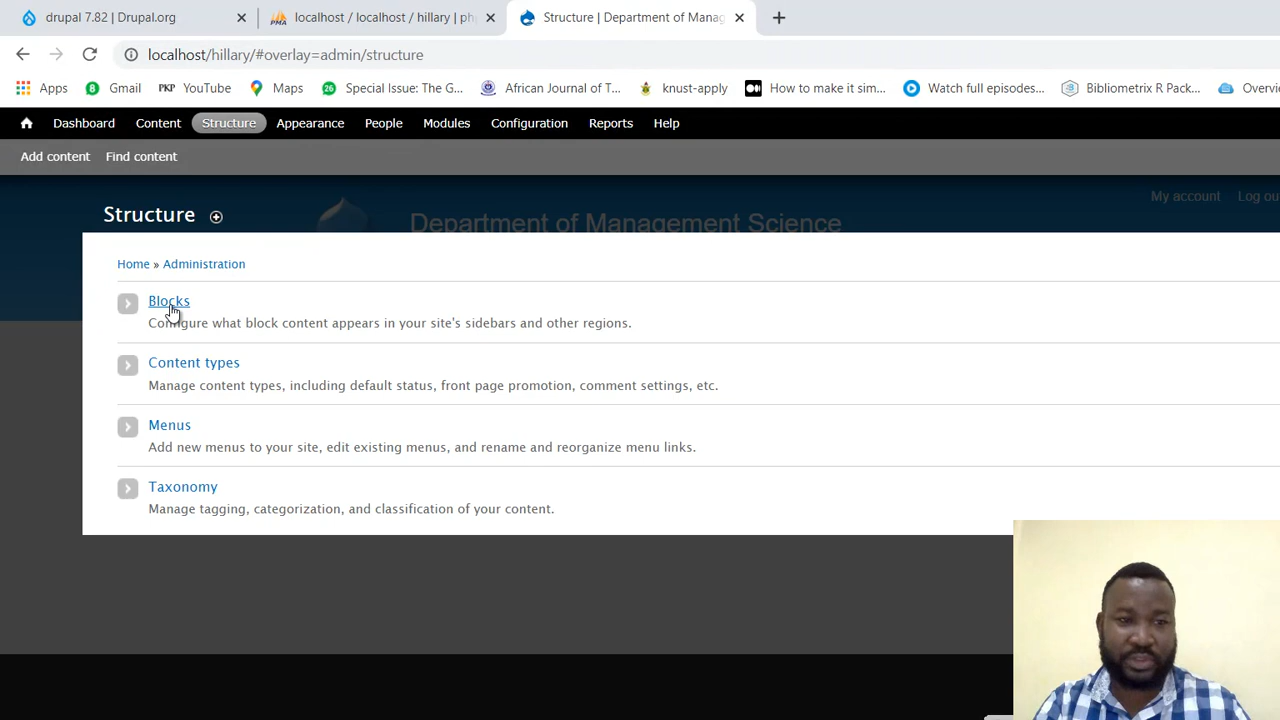 drupal 7.82 | Drupal.org
localhost / localhost / hillary | ph
Structure | Department of Manag
localhost/hillary/#overlay=admin/structure
Apps
8 Gmail
PKP YouTube
Maps
26 Special Issue: The G...
African Journal of T...
knust-apply
How to make it sim...
Watch full episodes...
Bibliometrix R Pack...
Overvi
Dashboard Content Structure Appearance People Modules Configuration Reports Help
Add content Find content
My account Log ou
Structure
Department of Management Science
Home » Administration
Blocks
Configure what block content appears in your site's sidebars and other regions.
Content types
Manage content types, including default status, front page promotion, comment settings, etc.
Menus
Add new menus to your site, edit existing menus, and rename and reorganize menu links.
Taxonomy
Manage tagging, categorization, and classification of your content.